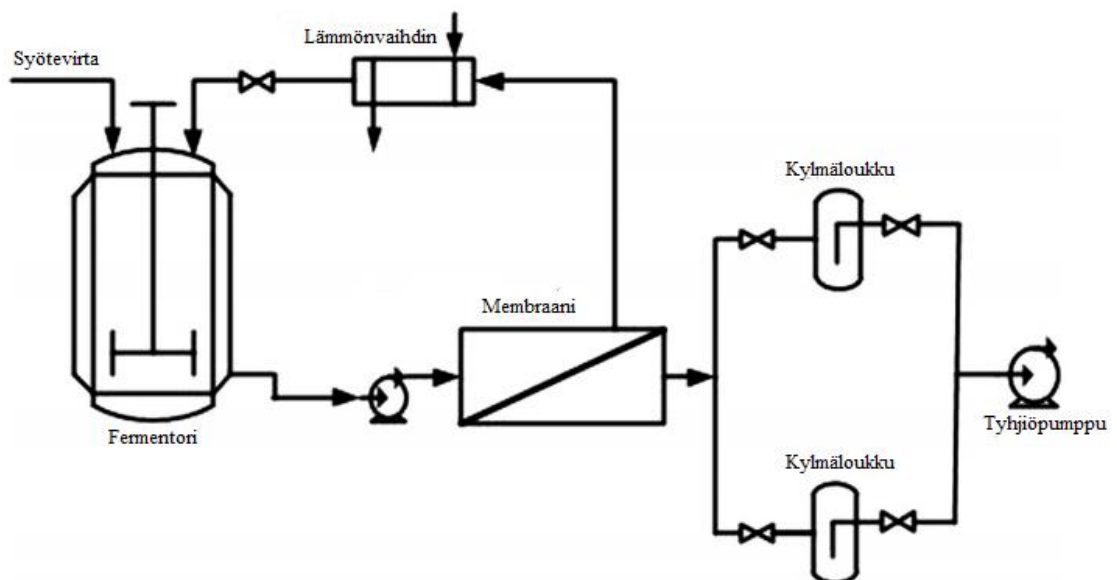 Lämmönvaihdin
Syötevirta
Kylmäloukku
Membraani
Fermentori
Tyhjiöpumppu
Kylmäloukku